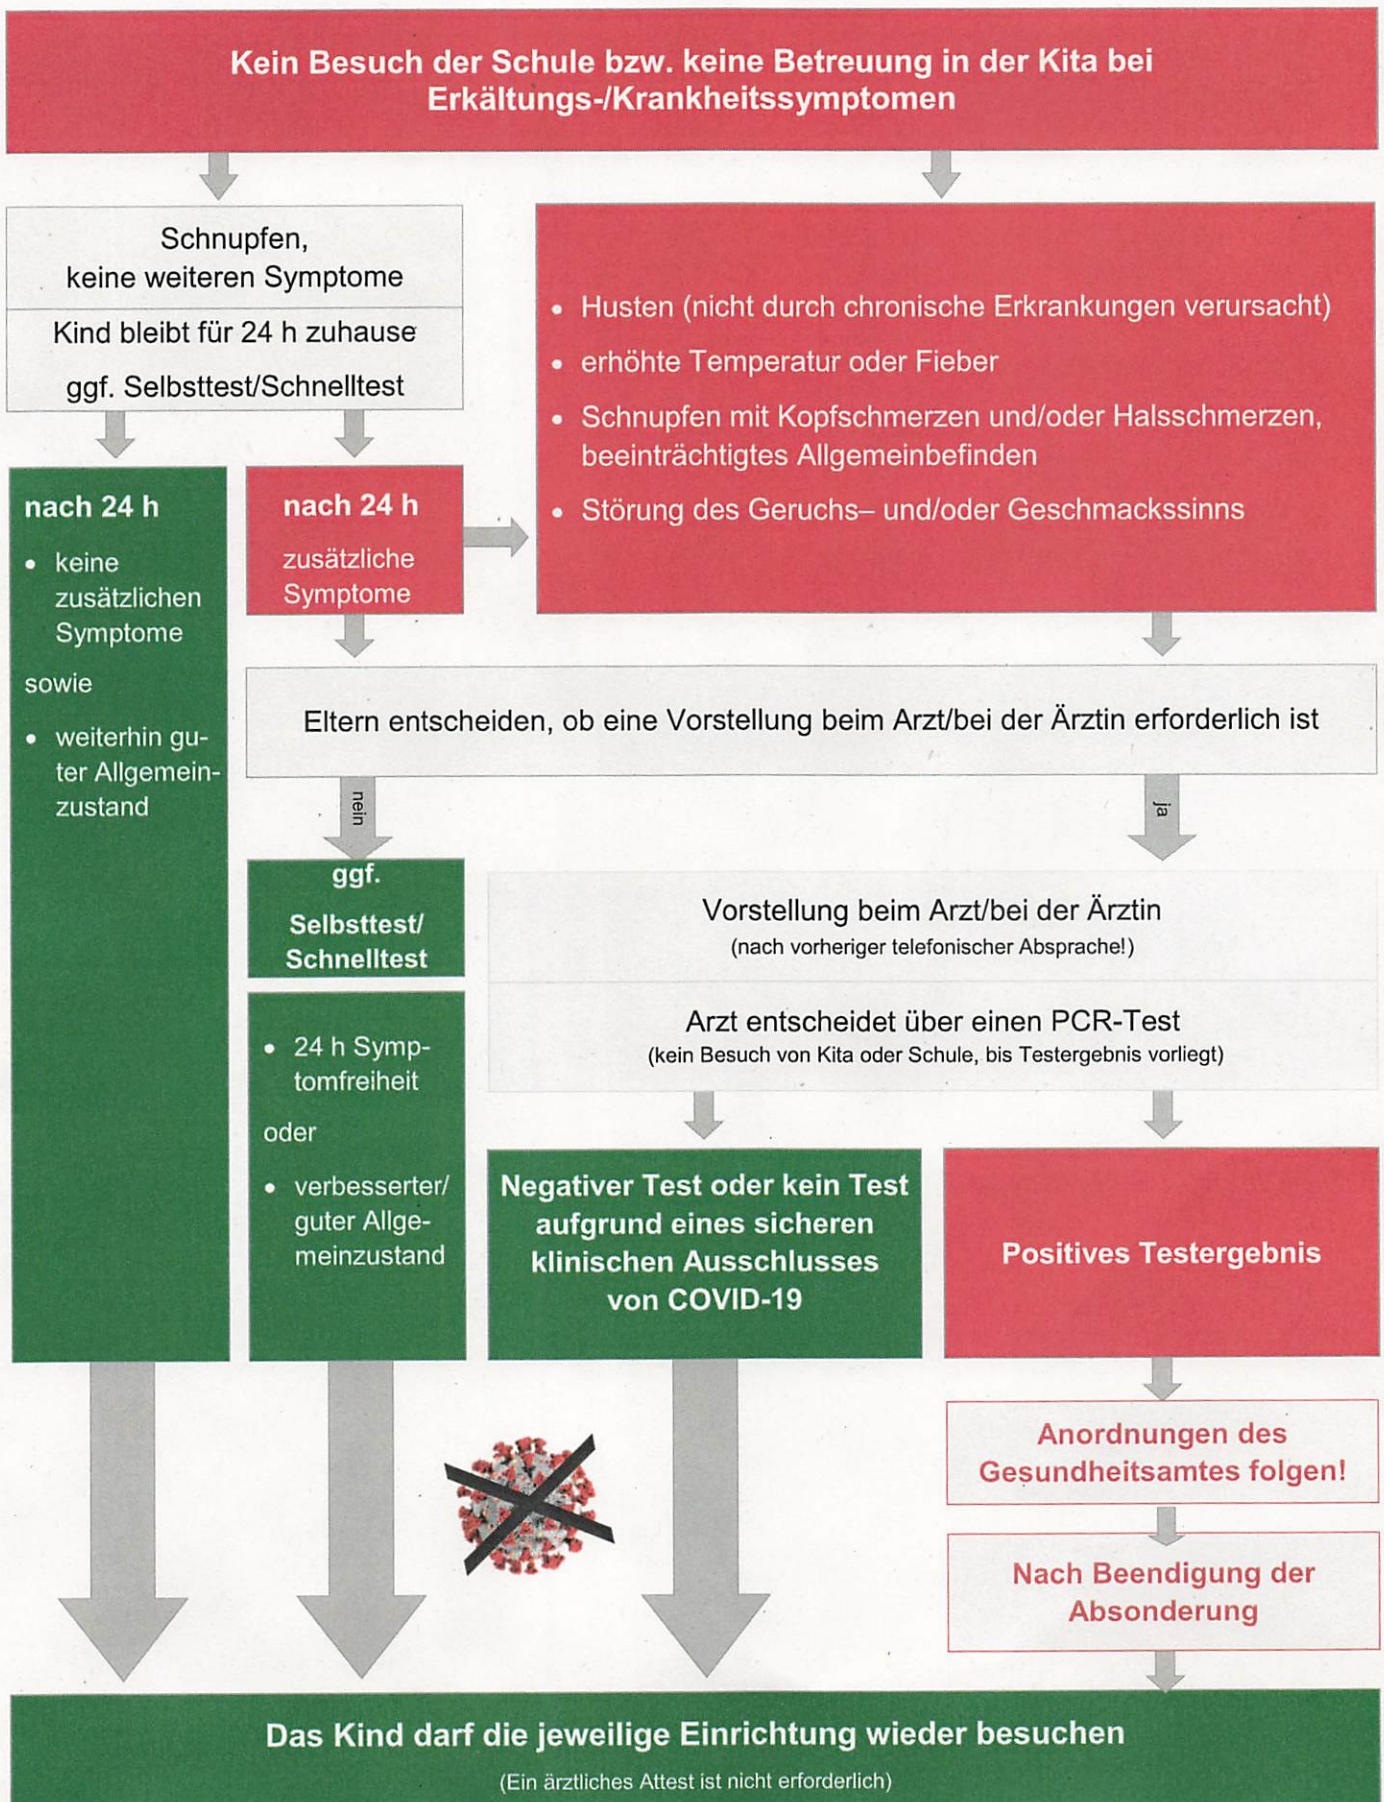 Kein Besuch der Schule bzw. keine Betreuung in der Kita bei
Erkältungs-/Krankheitssymptomen
Schnupfen,
keine weiteren Symptome
Kind bleibt für 24 h zuhause
ggf. Selbsttest/Schnelltest
• Husten (nicht durch chronische Erkrankungen verursacht)
• erhöhte Temperatur oder Fieber
• Schnupfen mit Kopfschmerzen und/oder Halsschmerzen,
beeinträchtigtes Allgemeinbefinden
• Störung des Geruchs– und/oder Geschmackssinns
nach 24 h
• keine
zusätzlichen
Symptome
sowie
• weiterhin gu-
ter Allgemein-
zustand
nach 24 h
zusätzliche
Symptome
Eltern entscheiden, ob eine Vorstellung beim Arzt/bei der Ärztin erforderlich ist
nein
ja
ggf.
Selbsttest/
Schnelltest
• 24 h Symp-
tomfreiheit
oder
• verbesserter/
guter Allge-
meinzustand
Vorstellung beim Arzt/bei der Ärztin
(nach vorheriger telefonischer Absprache!)
Arzt entscheidet über einen PCR-Test
(kein Besuch von Kita oder Schule, bis Testergebnis vorliegt)
Negativer Test oder kein Test
aufgrund eines sicheren
klinischen Ausschlusses
von COVID-19
Positives Testergebnis
Anordnungen des
Gesundheitsamtes folgen!
Nach Beendigung der
Absonderung
Das Kind darf die jeweilige Einrichtung wieder besuchen
(Ein ärztliches Attest ist nicht erforderlich)